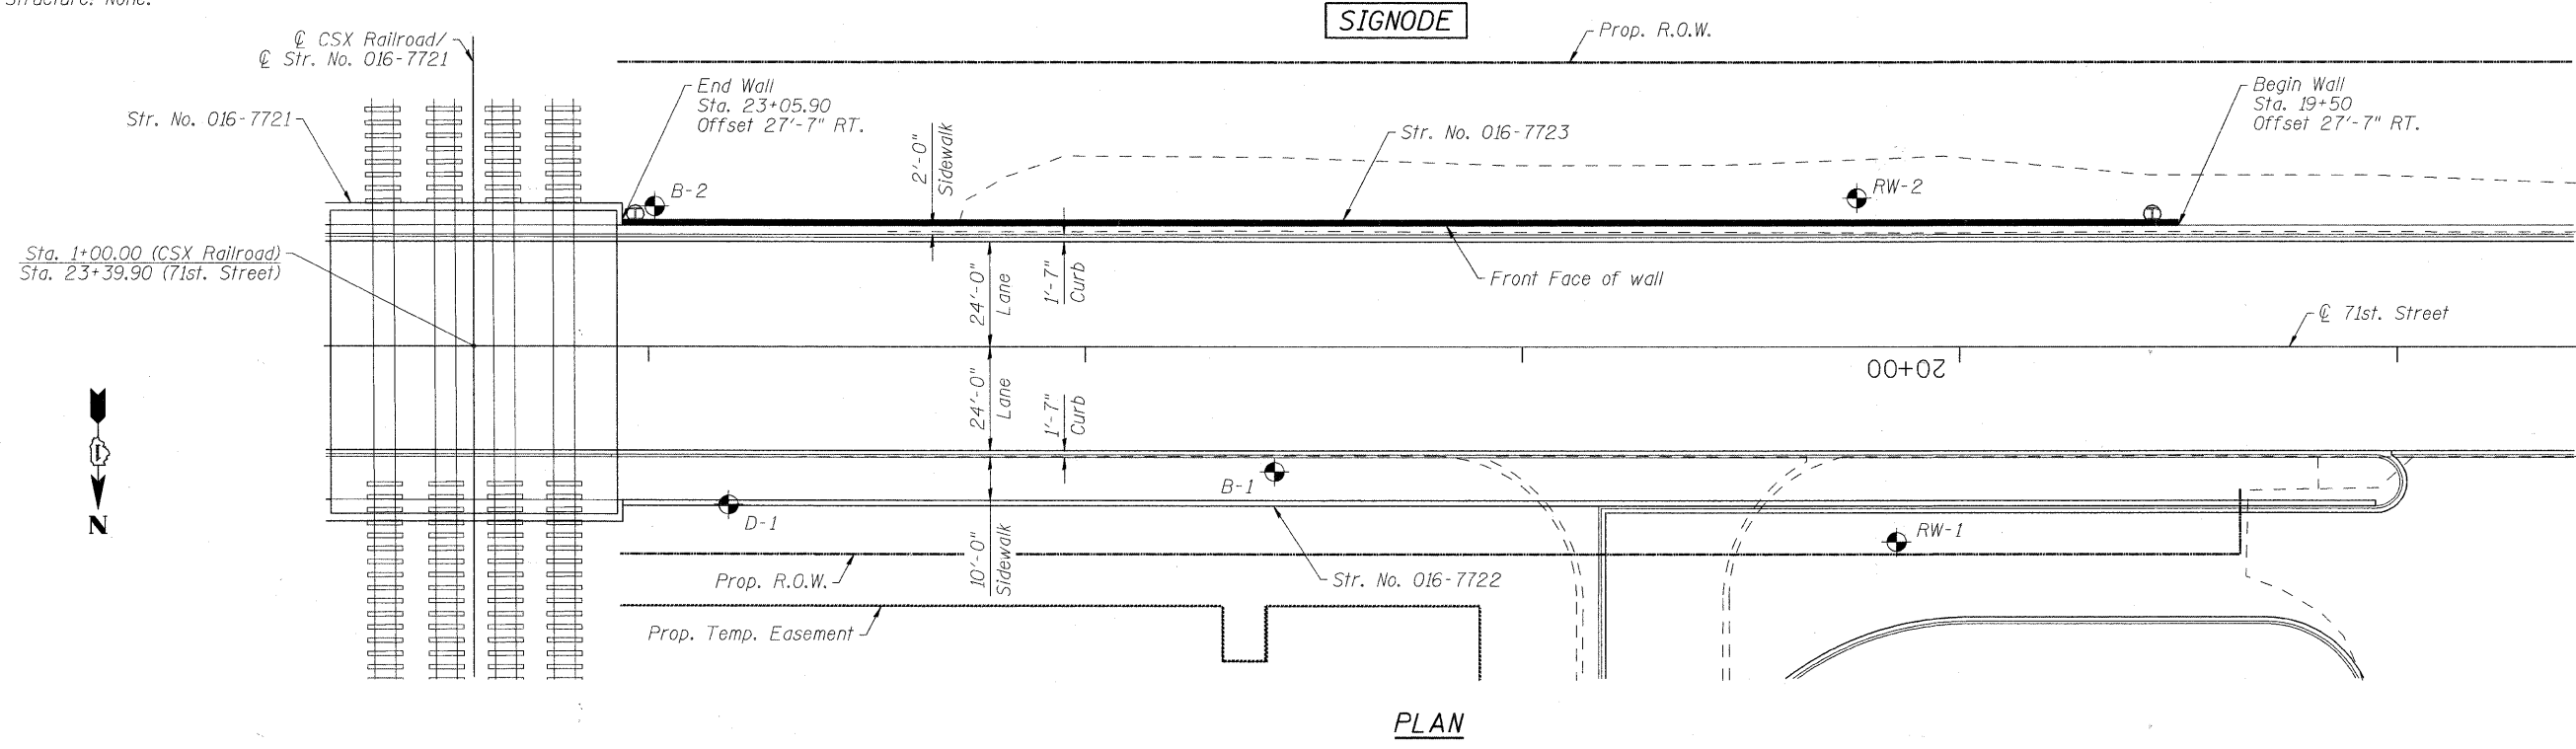 Structure: None.
SIGNODE
℄ CSX Railroad/
℄ Str. No. 016-7721
Prop. R.O.W.
End Wall
Sta. 23+05.90
Offset 27'-7" RT.
Begin Wall
Sta. 19+50
Offset 27'-7" RT.
Str. No. 016-7721
Str. No. 016-7723
2'-0"
Sidewalk
B-2
RW-2
Sta. 1+00.00 (CSX Railroad)
Sta. 23+39.90 (71st. Street)
24'-0"
Lane
1'-7"
Curb
Front Face of wall
℄ 71st. Street
20+00
24'-0"
Lane
1'-7"
Curb
N
B-1
D-1
10'-0"
Sidewalk
RW-1
Prop. R.O.W.
Str. No. 016-7722
Prop. Temp. Easement
PLAN